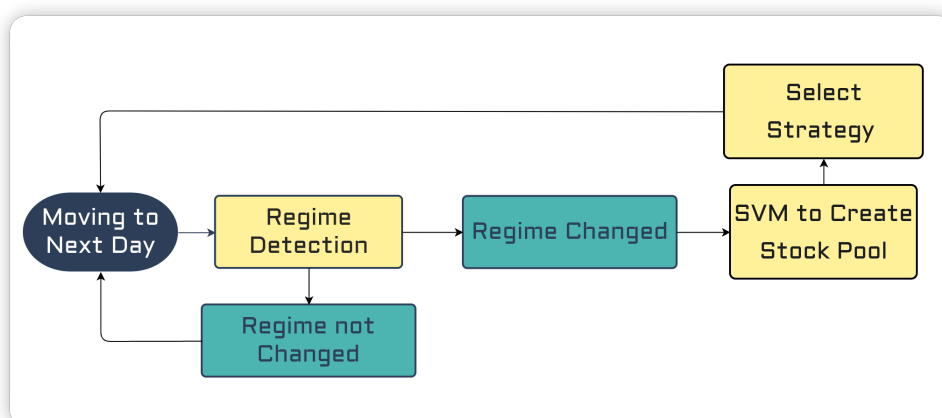 Select
Strategy
Moving to
Next Day
Regime
Detection
Regime Changed
SVM to Create
Stock Pool
Regime not
Changed